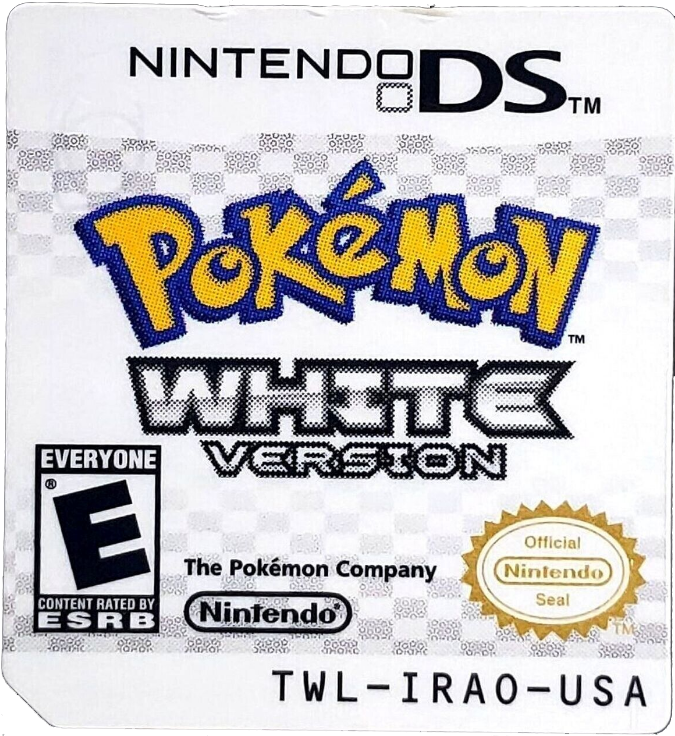 NINTENDO DS™
POKéMON™
WHITE
VERSION
EVERYONE
®
E
CONTENT RATED BY
ESRB
The Pokémon Company
Nintendo®
Official
Nintendo
Seal
TM
TWL-IRAO-USA